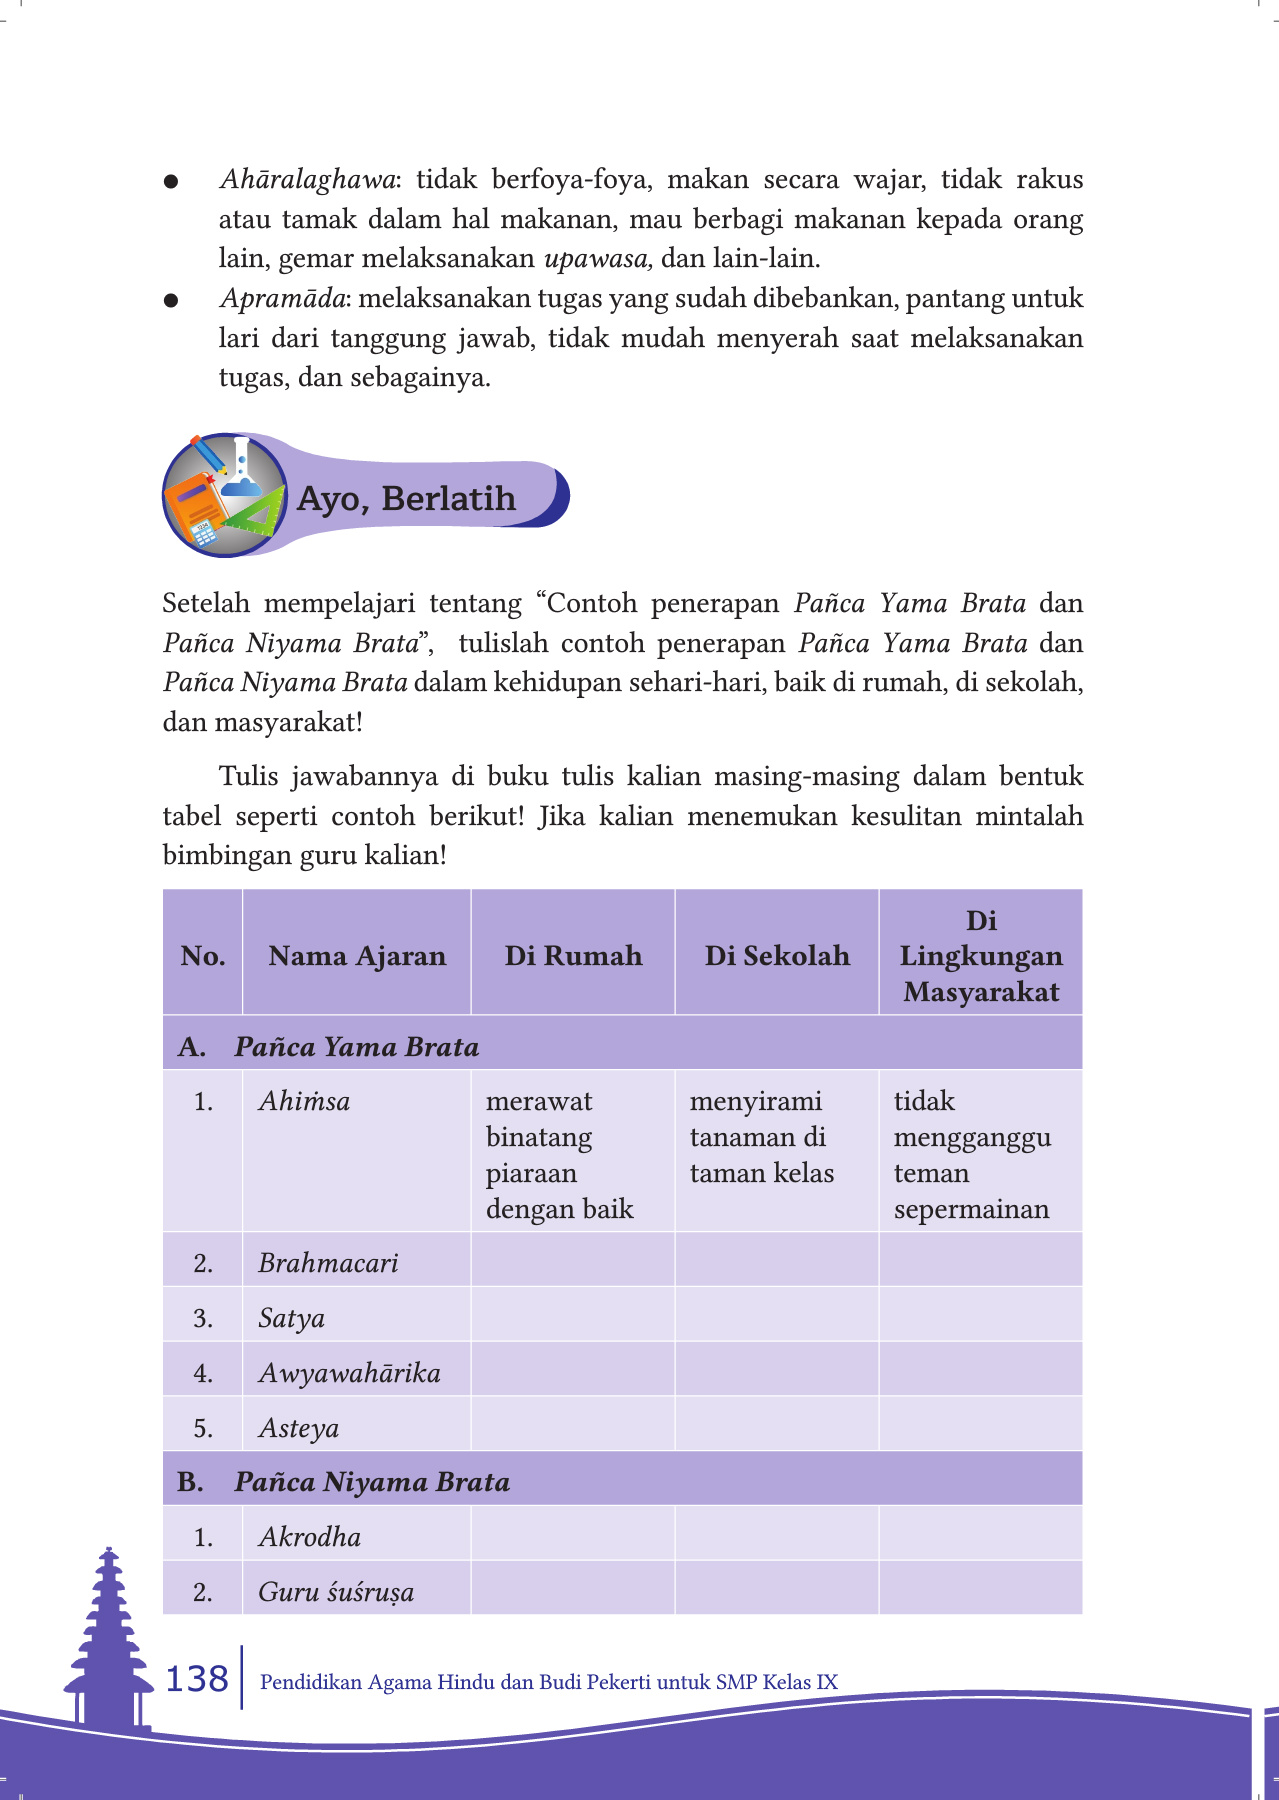 ● Ahāralaghawa: tidak berfoya-foya, makan secara wajar, tidak rakus
atau tamak dalam hal makanan, mau berbagi makanan kepada orang
lain, gemar melaksanakan upawasa, dan lain-lain.
● Apramāda: melaksanakan tugas yang sudah dibebankan, pantang untuk
lari dari tanggung jawab, tidak mudah menyerah saat melaksanakan
tugas, dan sebagainya.
Ayo, Berlatih
Setelah mempelajari tentang “Contoh penerapan Pañca Yama Brata dan
Pañca Niyama Brata”, tulislah contoh penerapan Pañca Yama Brata dan
Pañca Niyama Brata dalam kehidupan sehari-hari, baik di rumah, di sekolah,
dan masyarakat!
Tulis jawabannya di buku tulis kalian masing-masing dalam bentuk
tabel seperti contoh berikut! Jika kalian menemukan kesulitan mintalah
bimbingan guru kalian!
No. Nama Ajaran Di Rumah Di Sekolah Di
Lingkungan
Masyarakat
A. Pañca Yama Brata
1. Ahiṁsa merawat menyirami tidak
binatang tanaman di mengganggu
piaraan taman kelas teman
dengan baik sepermainan
2. Brahmacari
3. Satya
4. Awyawahārika
5. Asteya
B. Pañca Niyama Brata
1. Akrodha
2. Guru śuśruṣa
138 Pendidikan Agama Hindu dan Budi Pekerti untuk SMP Kelas IX